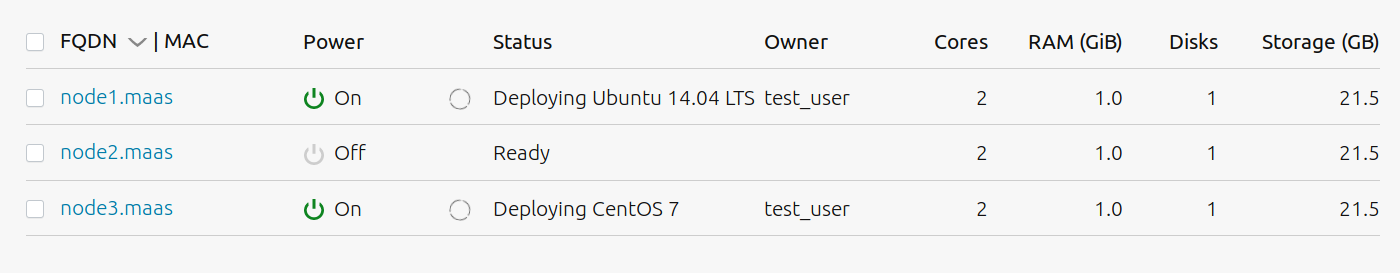 FQDN | MAC Power Status Owner Cores RAM (GiB) Disks Storage (GB)
node1.maas On Deploying Ubuntu 14.04 LTS test_user 2 1.0 1 21.5
node2.maas Off Ready 2 1.0 1 21.5
node3.maas On Deploying CentOS 7 test_user 2 1.0 1 21.5